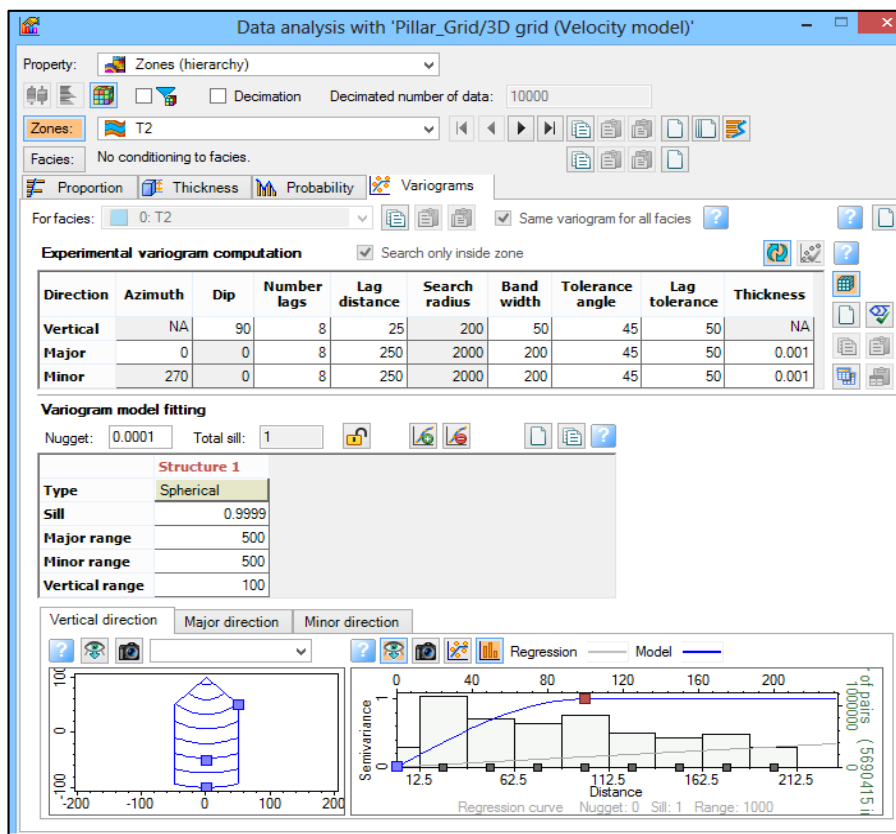 Data analysis with 'Pillar_Grid/3D grid (Velocity model)'
Property: Zones (hierarchy)
Decimation Decimated number of data: 10000
Zones: T2
Facies: No conditioning to facies.
Proportion Thickness Probability Variograms
For facies: 0: T2 Same variogram for all facies
Experimental variogram computation Search only inside zone
Direction Azimuth Dip Number lags Lag distance Search radius Band width Tolerance angle Lag tolerance Thickness
Vertical NA 90 8 25 200 50 45 50 NA
Major 0 0 8 250 2000 200 45 50 0.001
Minor 270 0 8 250 2000 200 45 50 0.001
Variogram model fitting
Nugget: 0.0001 Total sill: 1
Structure 1
Type Spherical
Sill 0.9999
Major range 500
Minor range 500
Vertical range 100
Vertical direction Major direction Minor direction
Regression Model
100
0
100
-200 -100 0 100 200
0 40 80 120 160 200
1
0
Semivariance
12.5 62.5 112.5 162.5 212.5
Distance
Regression curve Nugget: 0 Sill: 1 Range: 1000
of pairs (5690415
0 1000000